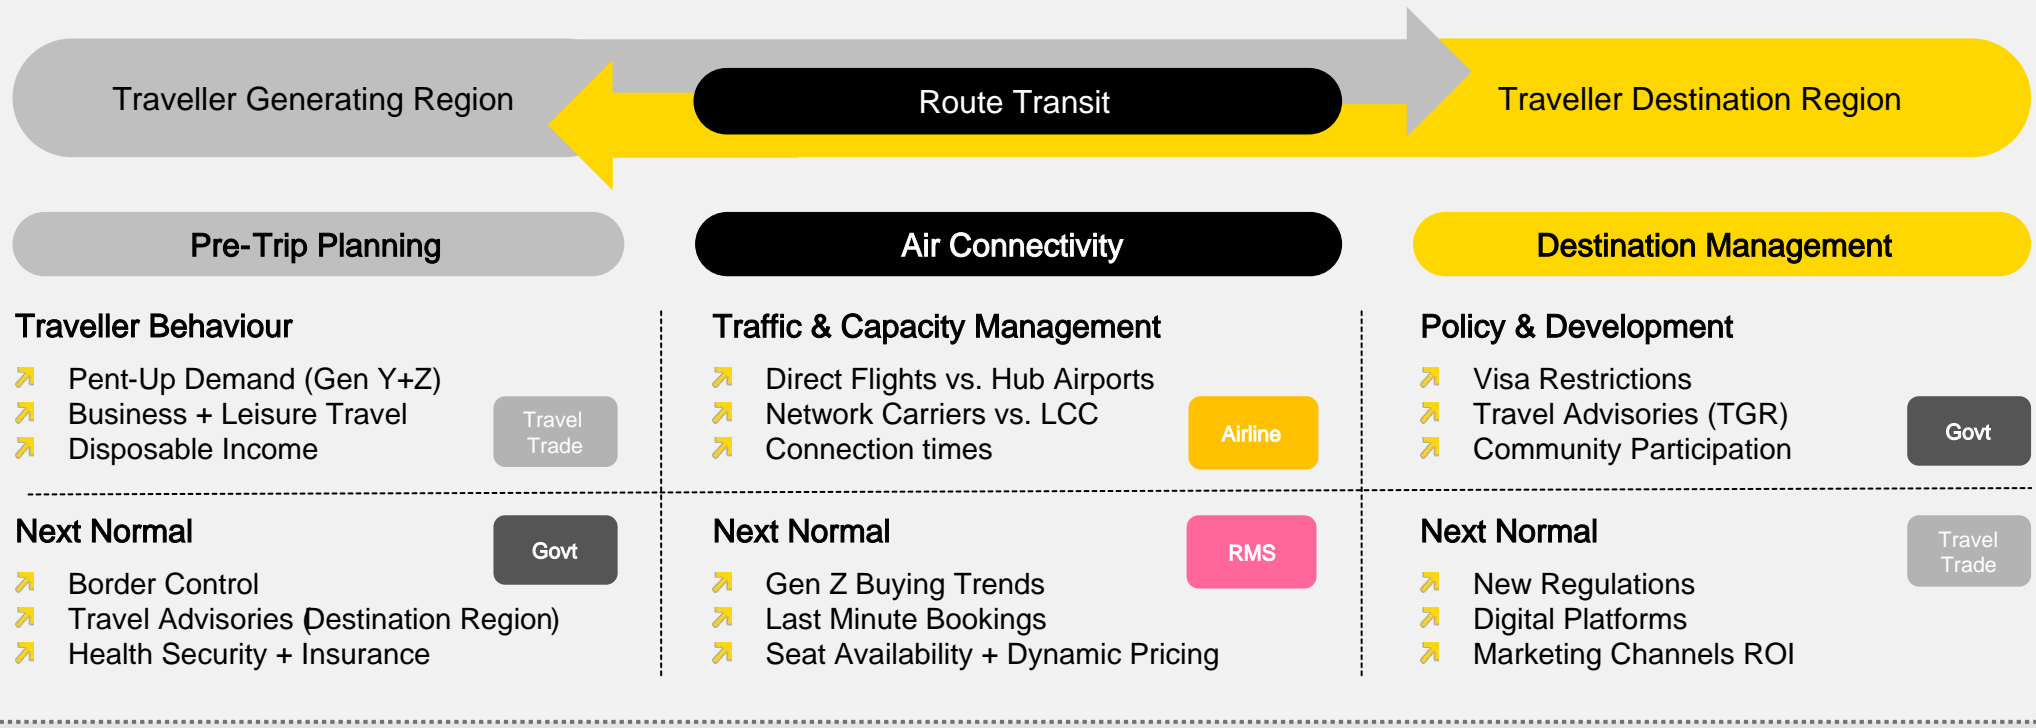 Traveller Generating Region
Route Transit
Traveller Destination Region
Pre-Trip Planning
Air Connectivity
Destination Management
Traveller Behaviour
Pent-Up Demand (Gen Y+Z)
Business + Leisure Travel
Disposable Income
Travel
Trade
Traffic & Capacity Management
Direct Flights vs. Hub Airports
Network Carriers vs. LCC
Connection times
Airline
Policy & Development
Visa Restrictions
Travel Advisories (TGR)
Community Participation
Govt
Next Normal
Govt
Border Control
Travel Advisories (Destination Region)
Health Security + Insurance
Next Normal
RMS
Gen Z Buying Trends
Last Minute Bookings
Seat Availability + Dynamic Pricing
Next Normal
Travel
Trade
New Regulations
Digital Platforms
Marketing Channels ROI